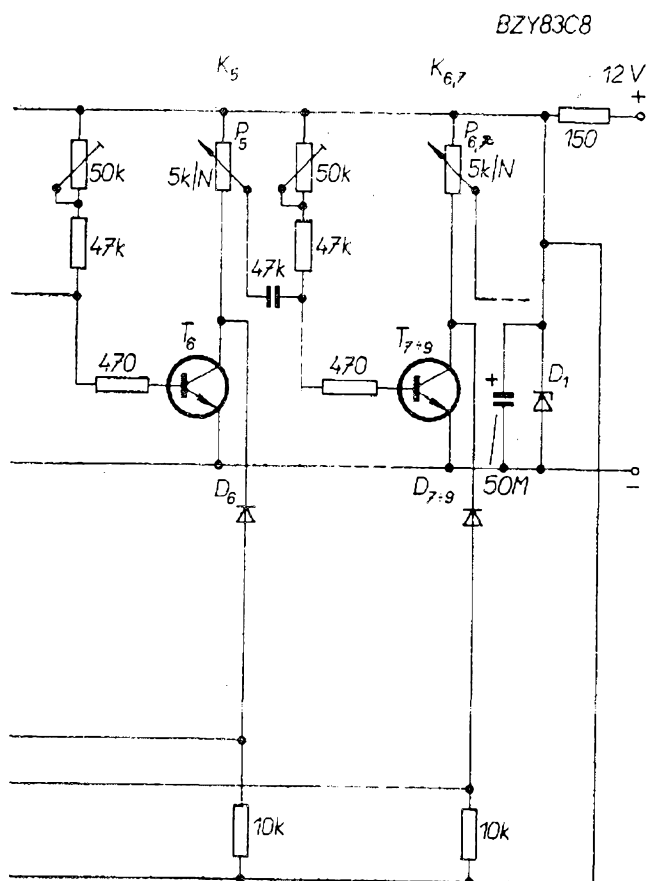 BZY83C8
K5
K6,7
12 V
+
P5
P6,7
150
50k
5k/N
50k
5k/N
47k
47k
47k
T6
T7÷9
470
470
+
D1
D6
D7÷9
50M
−
10k
10k